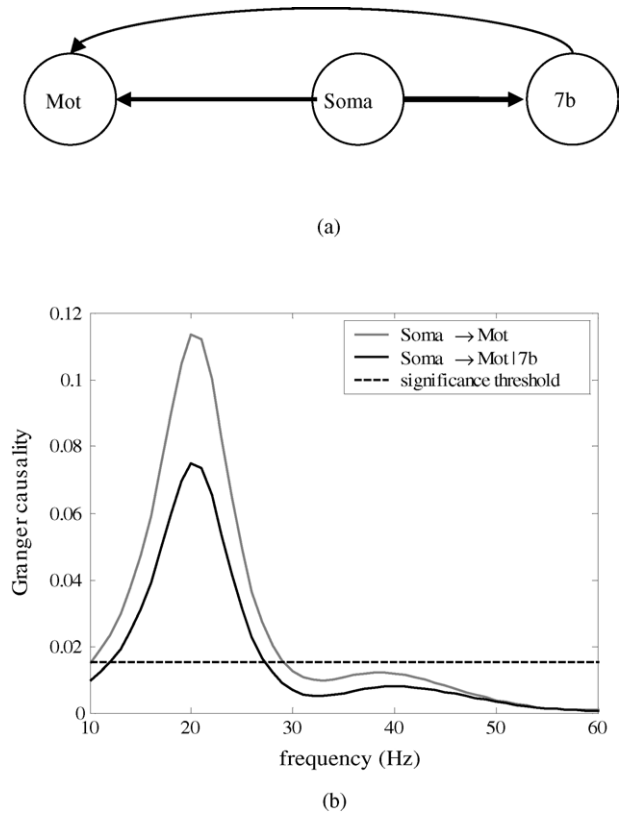 Mot
Soma
7b
(a)
Soma → Mot
Soma → Mot | 7b
significance threshold
0.12
0.1
0.08
0.06
0.04
0.02
0
Granger causality
10 20 30 40 50 60
frequency (Hz)
(b)